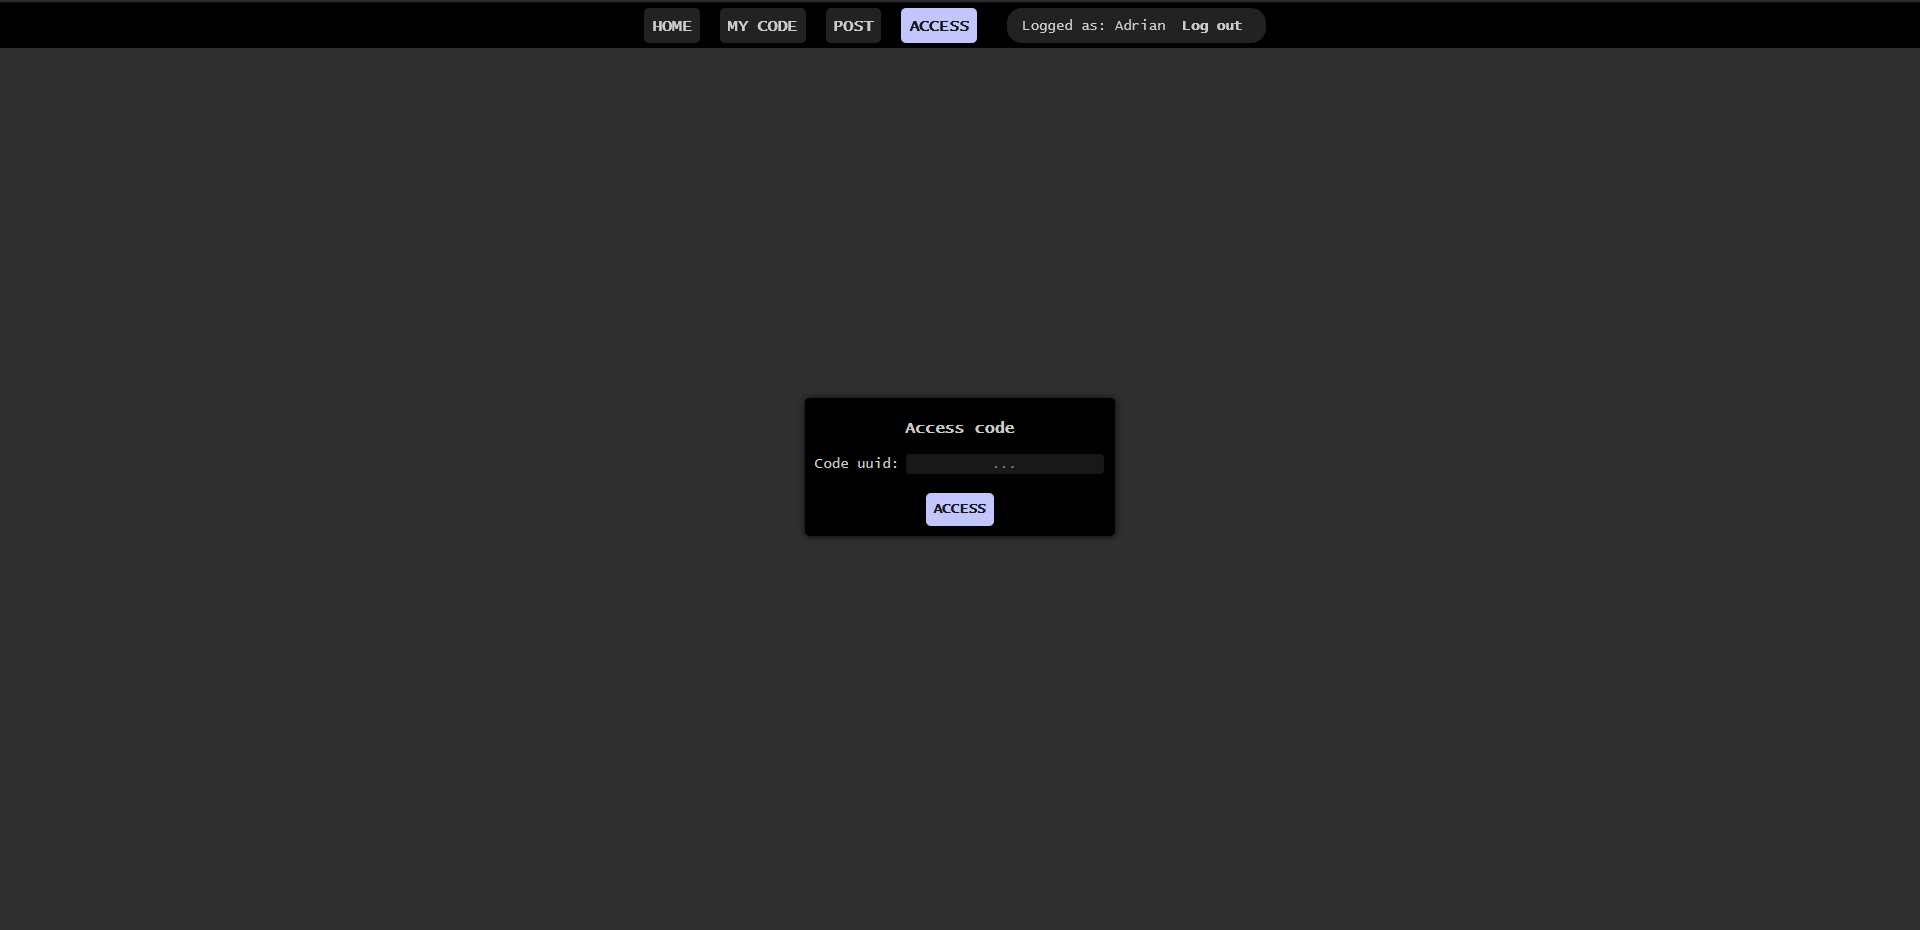 HOME MY CODE POST ACCESS Logged as: Adrian Log out
Access code
Code uuid: ...
ACCESS